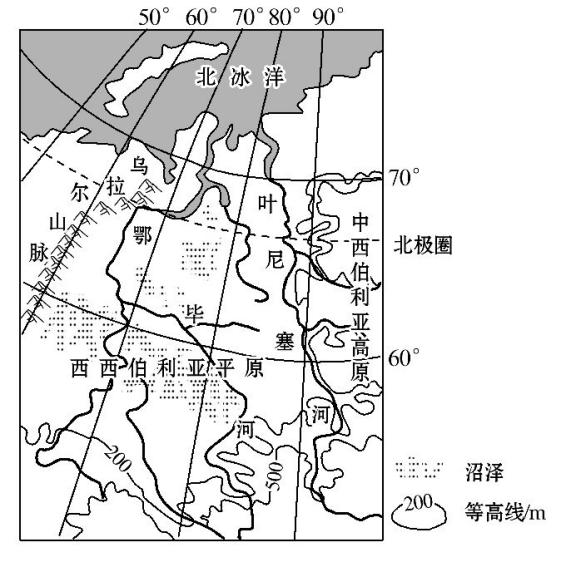 50° 60° 70° 80° 90°
北冰洋
70°
乌拉尔山脉
叶尼塞河
中西伯利亚高原
鄂毕河
北极圈
60°
西西伯利亚平原
200
500
沼泽
200
等高线/m